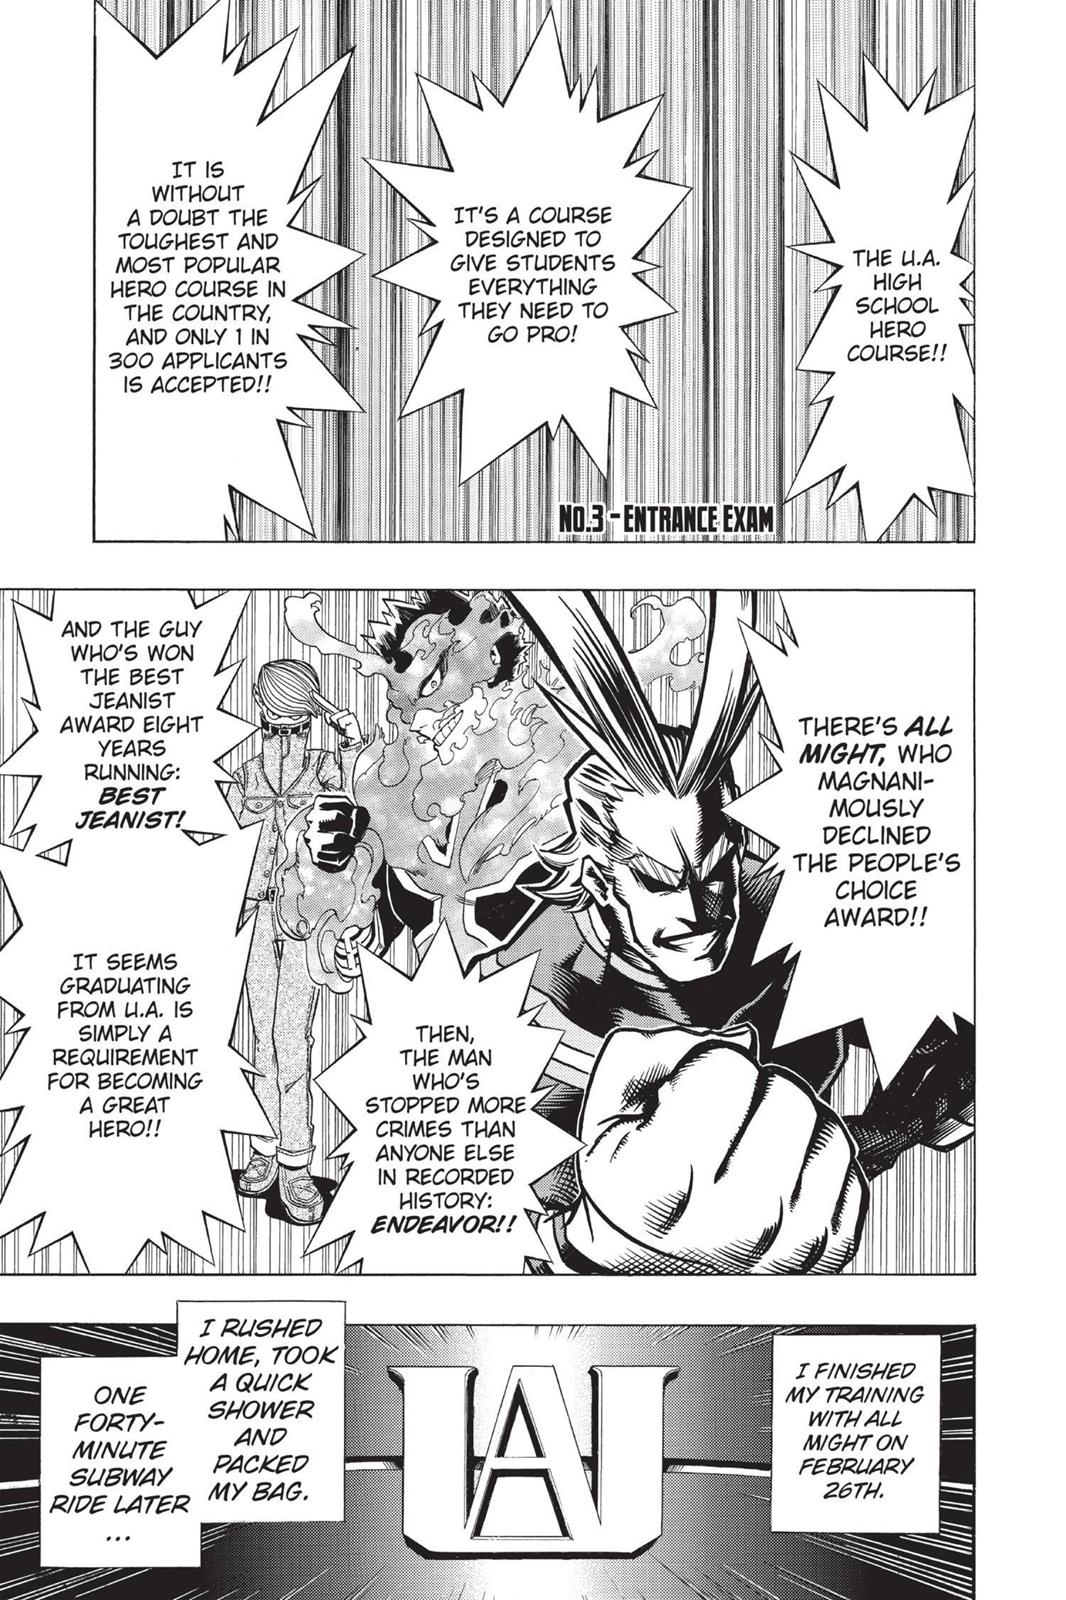 THE U.A.
HIGH
SCHOOL
HERO
COURSE!!
IT'S A COURSE
DESIGNED TO
GIVE STUDENTS
EVERYTHING
THEY NEED TO
GO PRO!
IT IS
WITHOUT
A DOUBT THE
TOUGHEST AND
MOST POPULAR
HERO COURSE IN
THE COUNTRY,
AND ONLY 1 IN
300 APPLICANTS
IS ACCEPTED!!
NO.3 - ENTRANCE EXAM
THERE'S ALL
MIGHT, WHO
MAGNANI-
MOUSLY
DECLINED
THE PEOPLE'S
CHOICE
AWARD!!
THEN,
THE MAN
WHO'S
STOPPED MORE
CRIMES THAN
ANYONE ELSE
IN RECORDED
HISTORY:
ENDEAVOR!!
AND THE GUY
WHO'S WON
THE BEST
JEANIST
AWARD EIGHT
YEARS
RUNNING:
BEST
JEANIST!
IT SEEMS
GRADUATING
FROM U.A. IS
SIMPLY A
REQUIREMENT
FOR BECOMING
A GREAT
HERO!!
I FINISHED
MY TRAINING
WITH ALL
MIGHT ON
FEBRUARY
26TH.
UA
I RUSHED
HOME, TOOK
A QUICK
SHOWER
AND
PACKED
MY BAG.
ONE
FORTY-
MINUTE
SUBWAY
RIDE LATER
...